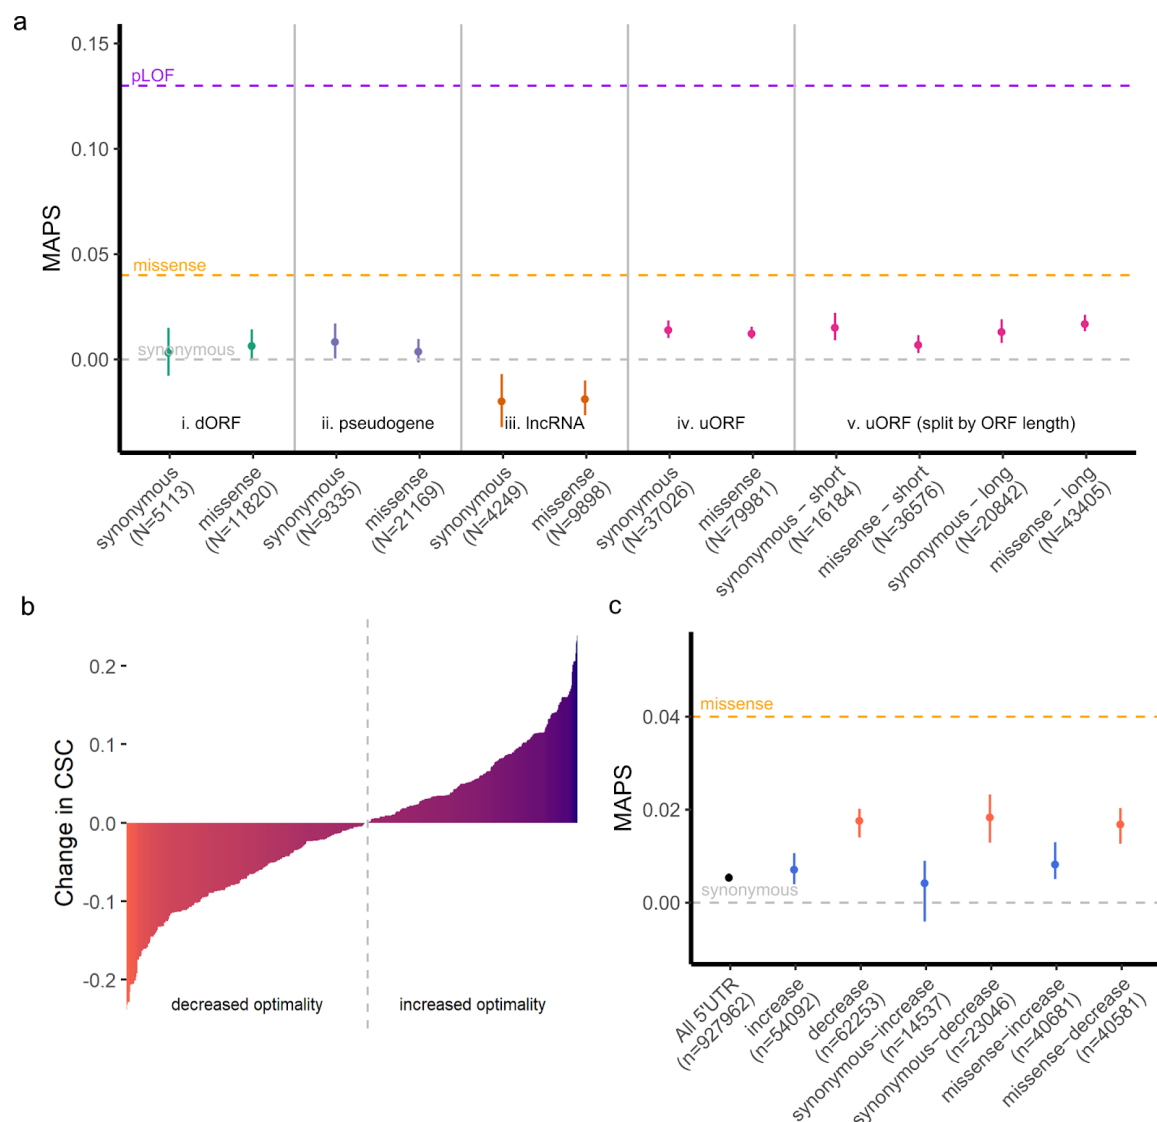 a
0.15
pLOF
0.10
MAPS
0.05
missense
0.00
synonymous
i. dORF
ii. pseudogene
iii. lncRNA
iv. uORF
v. uORF (split by ORF length)
synonymous
(N=5113)
missense
(N=11820)
synonymous
(N=9335)
missense
(N=21169)
synonymous
(N=4249)
missense
(N=9898)
synonymous
(N=37026)
missense
(N=79981)
synonymous − short
(N=16184)
missense − short
(N=36576)
synonymous − long
(N=20842)
missense − long
(N=43405)
b
0.2
0.1
Change in CSC
0.0
-0.1
-0.2
decreased optimality
increased optimality
c
missense
0.04
MAPS
0.02
synonymous
0.00
All 5'UTR
(n=927962)
increase
(n=54092)
decrease
(n=62253)
synonymous−increase
(n=14537)
synonymous−decrease
(n=23046)
missense−increase
(n=40681)
missense−decrease
(n=40581)